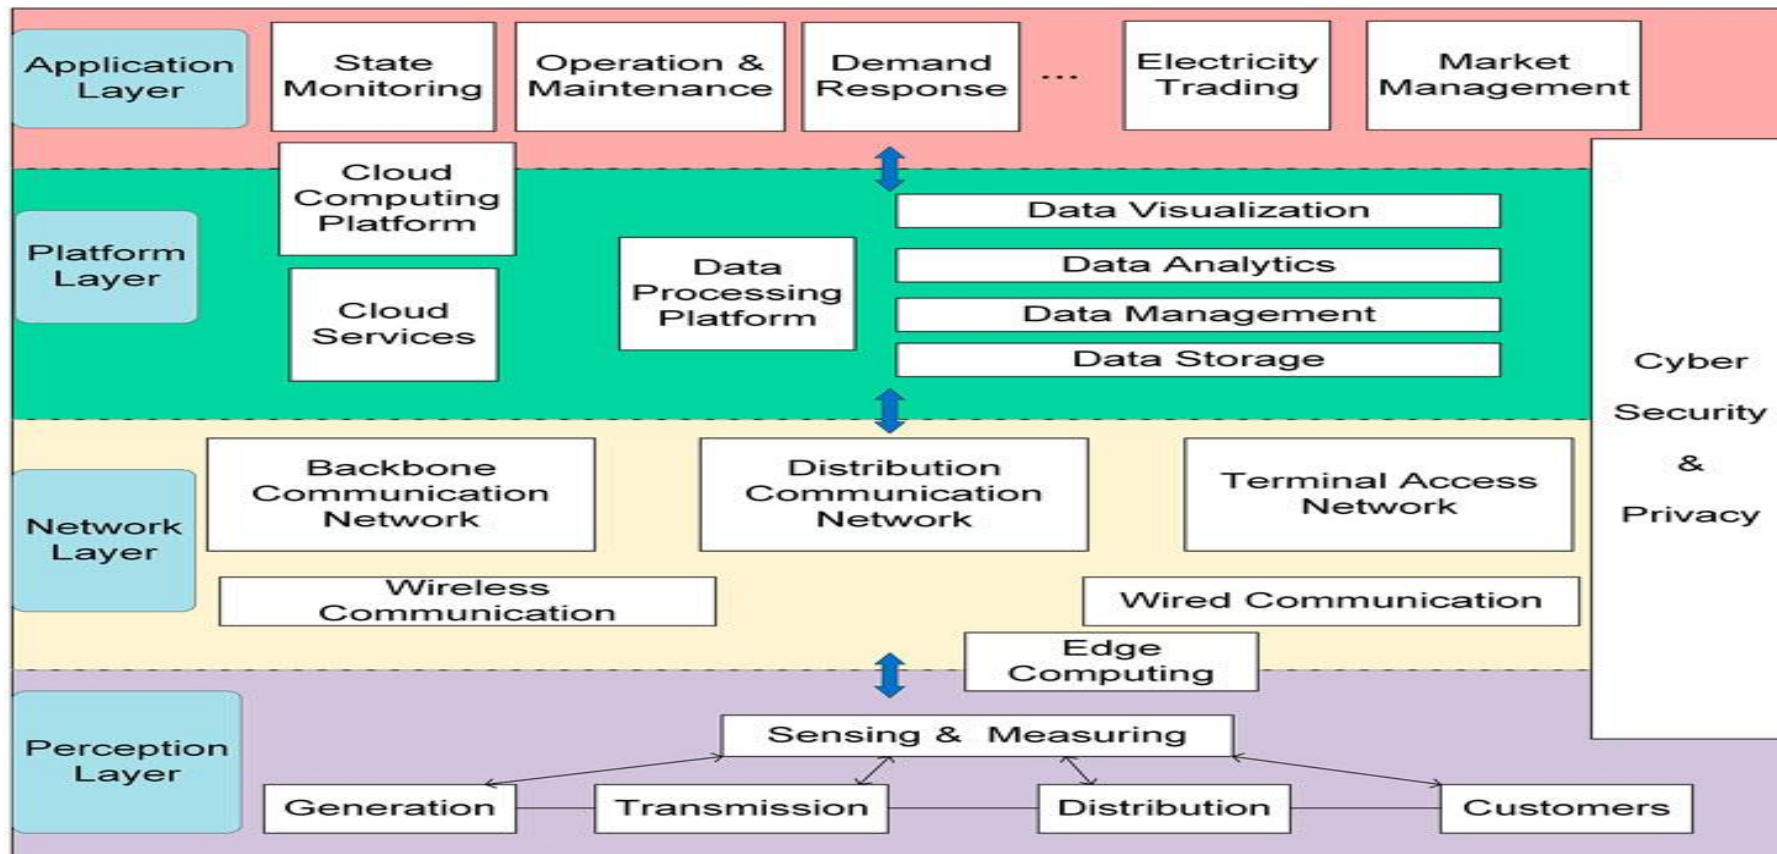 Application
Layer
State
Monitoring
Operation &
Maintenance
Demand
Response
...
Electricity
Trading
Market
Management
Cloud
Computing
Platform
Platform
Layer
Cloud
Services
Data
Processing
Platform
Data Visualization
Data Analytics
Data Management
Data Storage
Cyber
Security
&
Privacy
Network
Layer
Backbone
Communication
Network
Distribution
Communication
Network
Terminal Access
Network
Wireless
Communication
Wired Communication
Edge
Computing
Perception
Layer
Sensing & Measuring
Generation
Transmission
Distribution
Customers